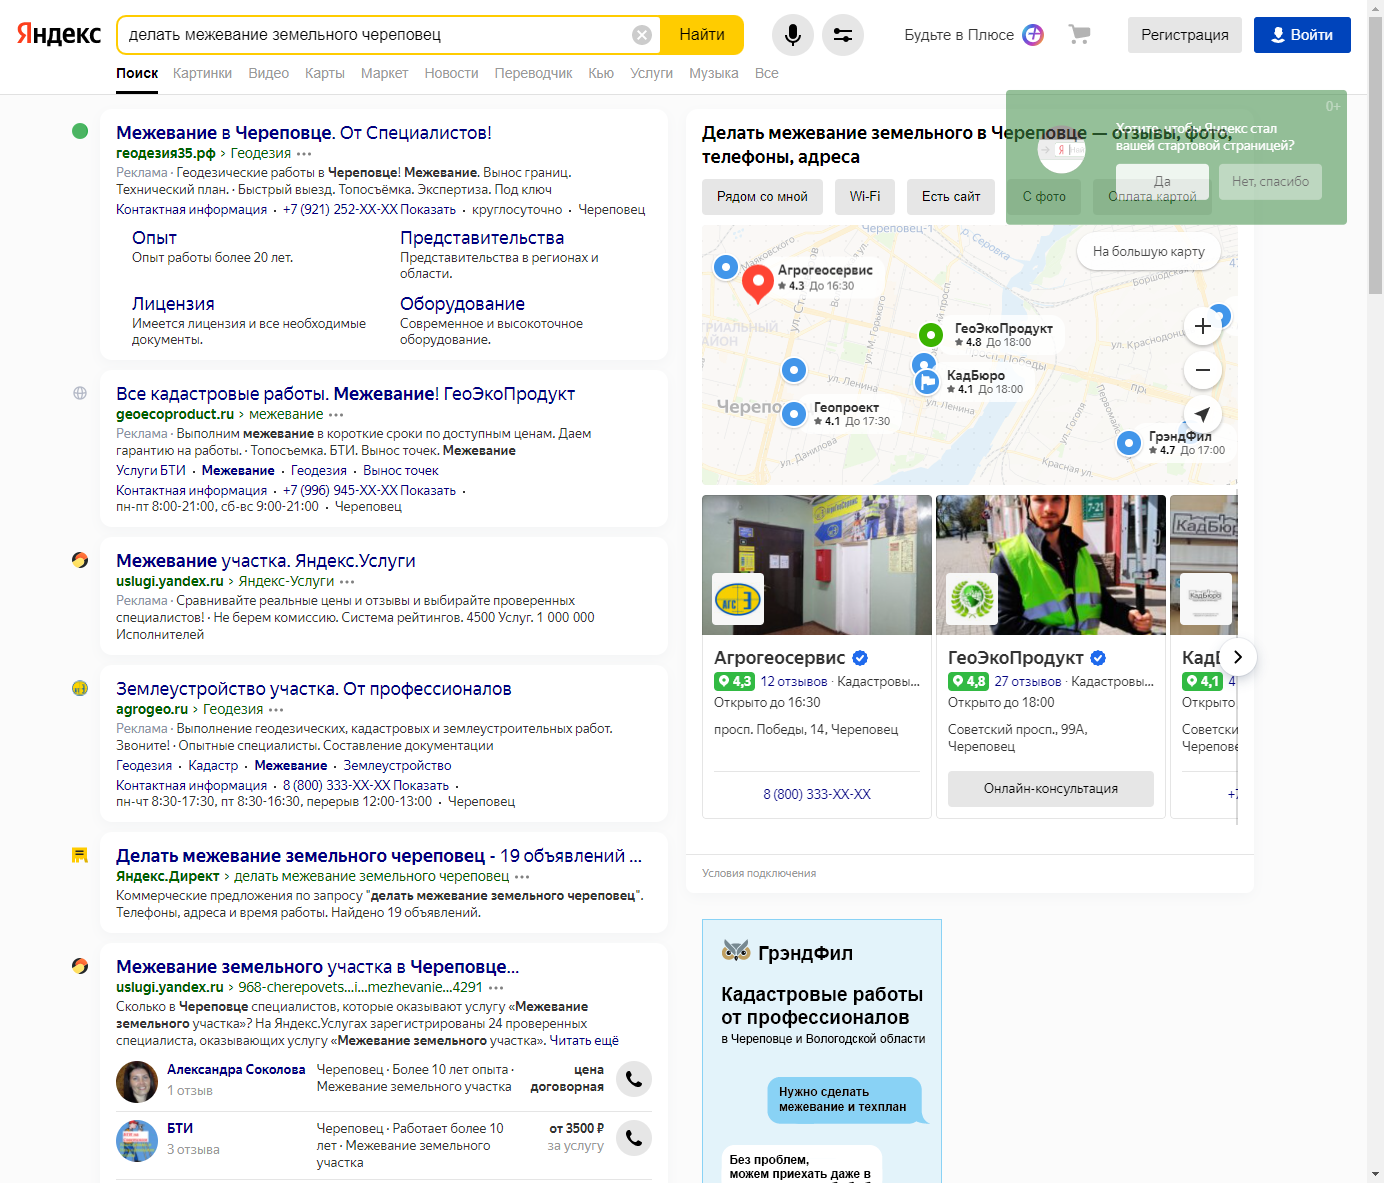 Яндекс
делать межевание земельного череповец
Найти
Будьте в Плюсе
Регистрация
Войти
Поиск Картинки Видео Карты Маркет Новости Переводчик Кью Услуги Музыка Все
Межевание в Череповце. От Специалистов!
геодезия35.рф › Геодезия
Реклама · Геодезические работы в Череповце! Межевание. Вынос границ.
Технический план. · Быстрый выезд. Топосъёмка. Экспертиза. Под ключ
Контактная информация · +7 (921) 252-XX-XX Показать · круглосуточно · Череповец
Опыт
Опыт работы более 20 лет.
Представительства
Представительства в регионах и
области.
Лицензия
Имеется лицензия и все необходимые
документы.
Оборудование
Современное и высокоточное
оборудование.
Все кадастровые работы. Межевание! ГеоЭкоПродукт
geoecoproduct.ru › межевание
Реклама · Выполним межевание в короткие сроки по доступным ценам. Даем
гарантию на работы. · Топосъемка. БТИ. Вынос точек. Межевание
Услуги БТИ · Межевание · Геодезия · Вынос точек
Контактная информация · +7 (996) 945-XX-XX Показать ·
пн-пт 8:00-21:00, сб-вс 9:00-21:00 · Череповец
Межевание участка. Яндекс.Услуги
uslugi.yandex.ru › Яндекс-Услуги
Реклама · Сравнивайте реальные цены и отзывы и выбирайте проверенных
специалистов! · Не берем комиссию. Система рейтингов. 4500 Услуг. 1 000 000
Исполнителей
Землеустройство участка. От профессионалов
agrogeo.ru › Геодезия
Реклама · Выполнение геодезических, кадастровых и землеустроительных работ.
Звоните! · Опытные специалисты. Составление документации
Геодезия · Кадастр · Межевание · Землеустройство
Контактная информация · 8 (800) 333-XX-XX Показать ·
пн-чт 8:30-17:30, пт 8:30-16:30, перерыв 12:00-13:00 · Череповец
Делать межевание земельного череповец - 19 объявлений ...
Яндекс.Директ › делать межевание земельного череповец
Коммерческие предложения по запросу "делать межевание земельного череповец".
Телефоны, адреса и время работы. Найдено 19 объявлений.
Межевание земельного участка в Череповце...
uslugi.yandex.ru › 968-cherepovets...i...mezhevanie...4291
Сколько в Череповце специалистов, которые оказывают услугу «Межевание
земельного участка»? На Яндекс.Услугах зарегистрированы 24 проверенных
специалиста, оказывающих услугу «Межевание земельного участка». Читать ещё
Александра Соколова
1 отзыв
Череповец · Более 10 лет опыта ·
Межевание земельного участка
цена
договорная
БТИ
3 отзыва
Череповец · Работает более 10
лет · Межевание земельного
участка
от 3500 ₽
за услугу
Делать межевание земельного в Череповце — отзывы, фото,
телефоны, адреса
0+
Хотите, чтобы Яндекс стал
вашей стартовой страницей?
Да
Нет, спасибо
Рядом со мной
Wi-Fi
Есть сайт
С фото
Оплата картой
На большую карту
Череповец-1
р. Серовка
Агрогеосервис
4.3 До 16:30
ГеоЭкоПродукт
4.8 До 18:00
КадБюро
4.1 До 18:00
Геопроект
4.1 До 17:30
ГрэндФил
4.7 До 17:00
ул. М. Горького
ул. Ленина
ул. Ленина
ул. Данилова
ул. Гоголя
Первомайская
ул. Краснодонцев
Красная ул.
Агрогеосервис
4,3 12 отзывов · Кадастровы...
Открыто до 16:30
просп. Победы, 14, Череповец
8 (800) 333-XX-XX
7-21
ГеоЭкоПродукт
4,8 27 отзывов · Кадастровы...
Открыто до 18:00
Советский просп., 99А,
Череповец
Онлайн-консультация
КадБюро
4,1
Открыто
Условия подключения
ГрэндФил
Кадастровые работы
от профессионалов
в Череповце и Вологодской области
Нужно сделать
межевание и техплан
Без проблем,
можем приехать даже в